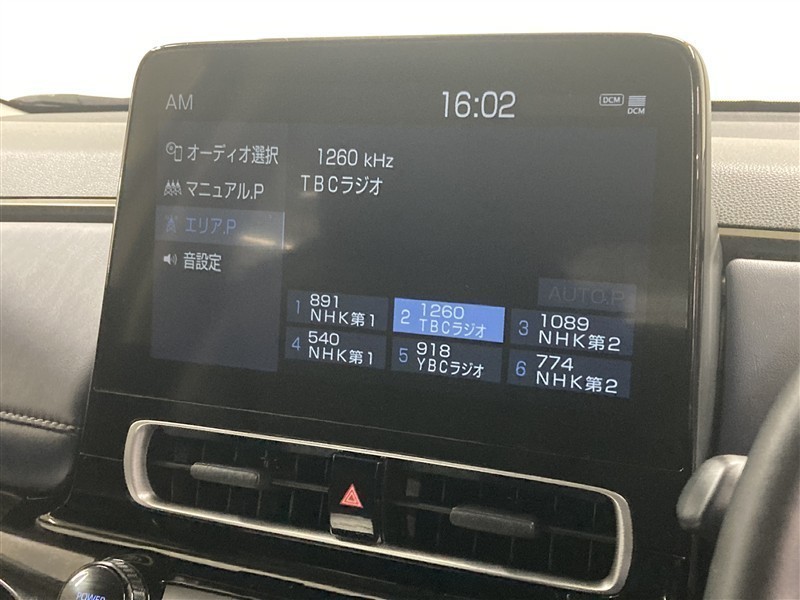 AM
16:02
DCM
DCM
オーディオ選択
マニュアル.P
エリア.P
音設定
1260 kHz
TBCラジオ
AUTO.P
1 891 NHK第1
2 1260 TBCラジオ
3 1089 NHK第2
4 540 NHK第1
5 918 YBCラジオ
6 774 NHK第2
POWER